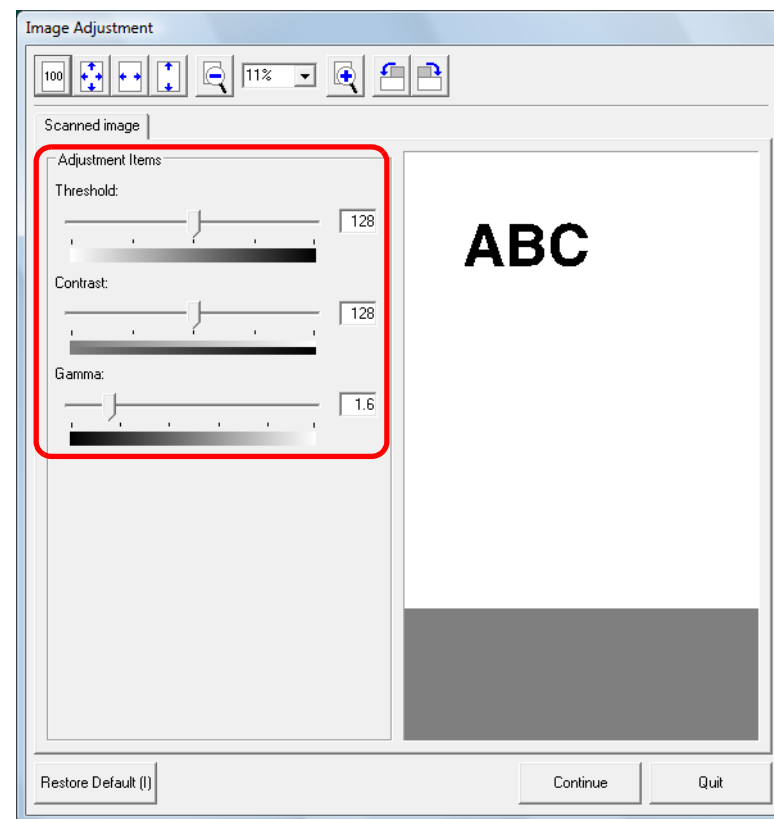 Image Adjustment
100 11%
Scanned image
Adjustment Items
Threshold:
128
Contrast:
128
Gamma:
1.6
ABC
Restore Default (I) Continue Quit